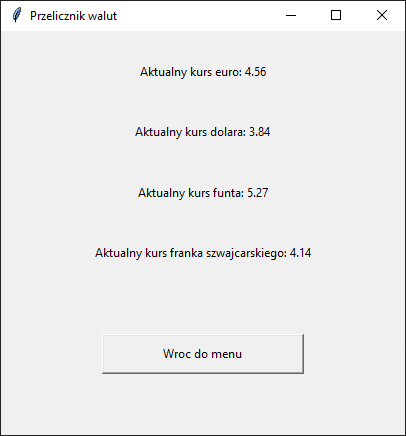 Przelicznik walut
Aktualny kurs euro: 4.56
Aktualny kurs dolara: 3.84
Aktualny kurs funta: 5.27
Aktualny kurs franka szwajcarskiego: 4.14
Wroc do menu